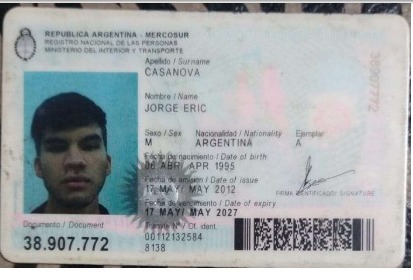 REPUBLICA ARGENTINA - MERCOSUR
REGISTRO NACIONAL DE LAS PERSONAS
MINISTERIO DEL INTERIOR Y TRANSPORTE
Apellido / Surname
CASANOVA
Nombre / Name
JORGE ERIC
Sexo / Sex Nacionalidad / Nationality Ejemplar
M ARGENTINA A
Fecha de nacimiento / Date of birth
06 ABR/ APR 1995
Fecha de emisión / Date of issue
17 MAY/ MAY 2012
Fecha de vencimiento / Date of expiry
17 MAY/ MAY 2027
FIRMA IDENTIFICADO/ SIGNATURE
Documento / Document
38.907.772
Trámite N° / Of. ident.
00112132584
8138
38907772